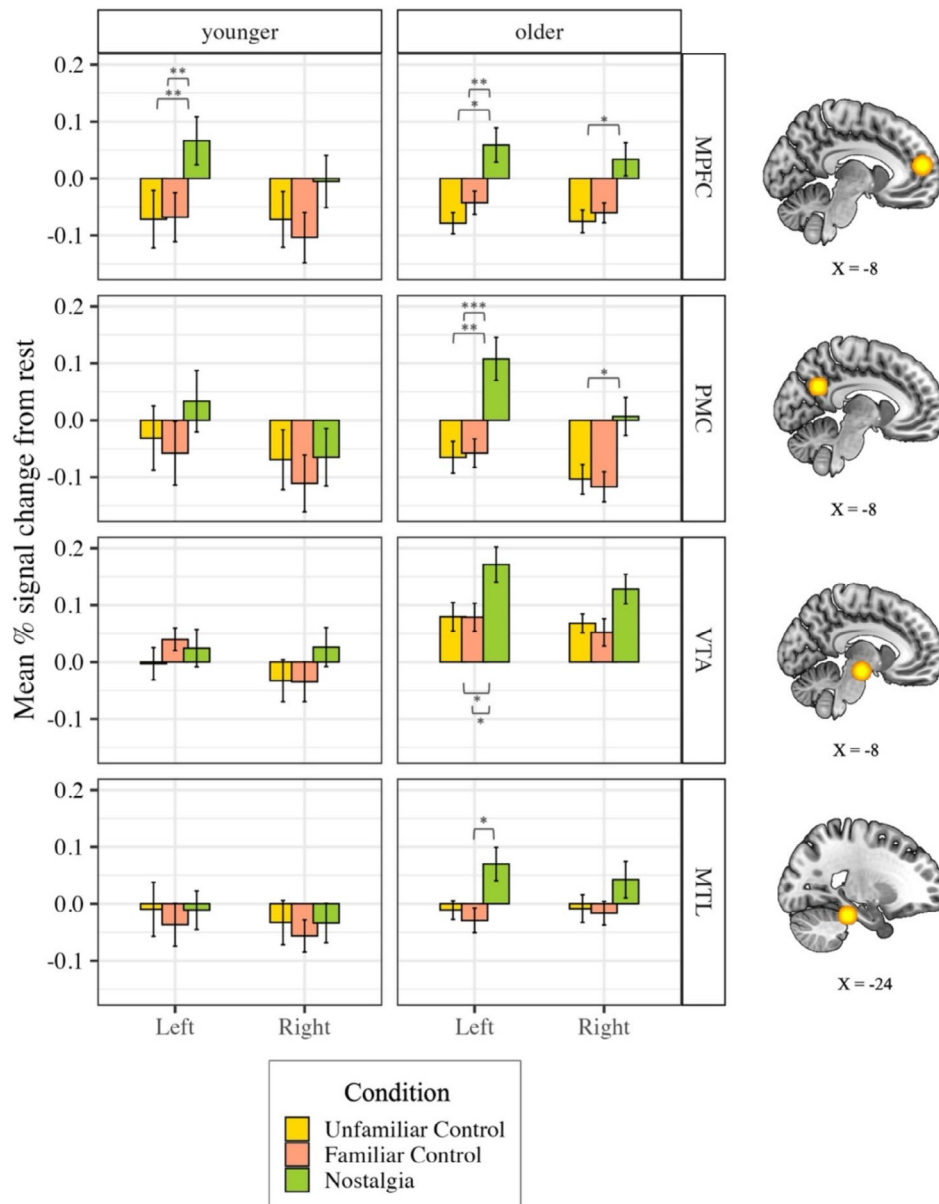 younger
older
0.2
0.1
0.0
-0.1
**
**
**
*
*
MPFC
X = -8
0.2
0.1
0.0
-0.1
***
**
*
PMC
X = -8
0.2
0.1
0.0
-0.1
*
*
VTA
X = -8
0.2
0.1
0.0
-0.1
*
MTL
X = -24
Mean % signal change from rest
Left
Right
Left
Right
Condition
Unfamiliar Control
Familiar Control
Nostalgia